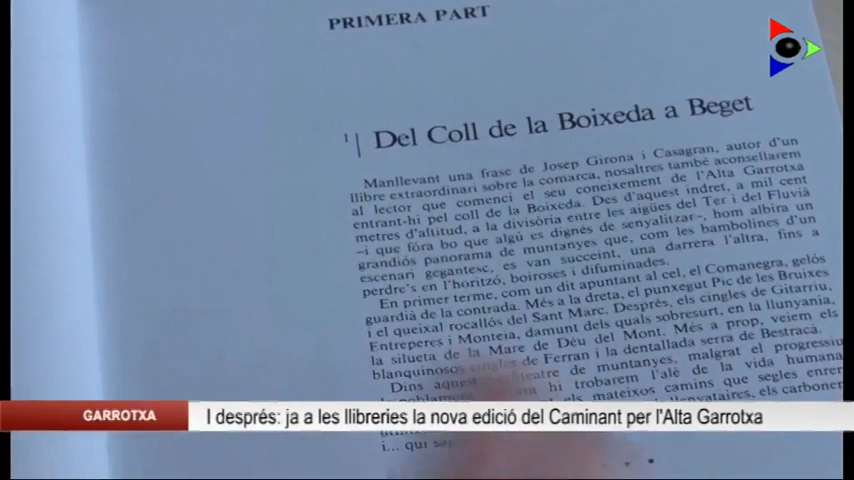 PRIMERA PART
1 | Del Coll de la Boixeda a Beget
Manllevant una frase de Josep Girona i Casagran, autor d'un
llibre extraordinari sobre la comarca, nosaltres també aconsellarem
al lector que comenci el seu coneixement de l'Alta Garrotxa
entrant-hi pel coll de la Boixeda. Des d'aquest indret, a mil cent
metres d'altitud, a la divisòria entre les aigües del Ter i del Fluvià
–i que fóra bo que algú es dignés de senyalitzar–, hom albira un
grandiós panorama de muntanyes que, com les bambolines d'un
escenari gegantesc, es van succeint, una darrera l'altra, fins a
perdre's en l'horitzó, boiroses i difuminades.
En primer terme, com un dit apuntant al cel, el Comanegra, gelós
guardià de la contrada. Més a la dreta, el punxegut Pic de les Bruixes
i el queixal rocallós del Sant Marc. Després, els cingles de Gitarriu,
Entreperes i Monteia, damunt dels quals sobresurt, en la llunyania,
la silueta de la Mare de Déu del Mont. Més a prop, veiem els
blanquinosos cingles de Ferran i la dentallada serra de Bestracà.
Dins de muntanyes, malgrat el progressiu
hi trobarem l'alè de la vida humana
els mateixos camins que segles enrer
els carboner
i... qui
GARROTXA
I després: ja a les llibreries la nova edició del Caminant per l'Alta Garrotxa